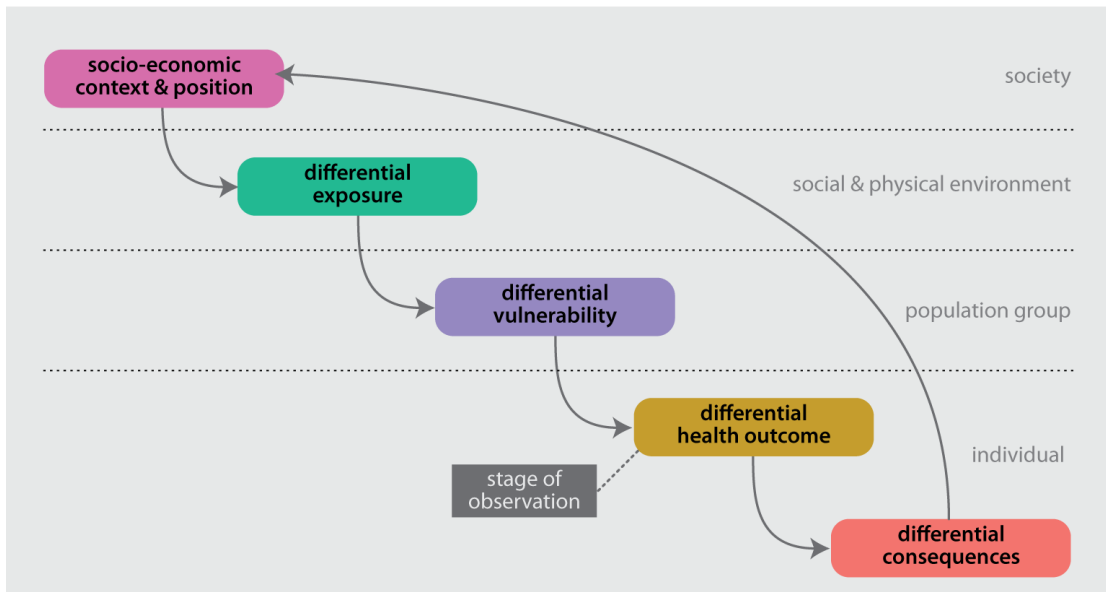 socio-economic
context & position
society
differential
exposure
social & physical environment
differential
vulnerability
population group
differential
health outcome
individual
stage of
observation
differential
consequences